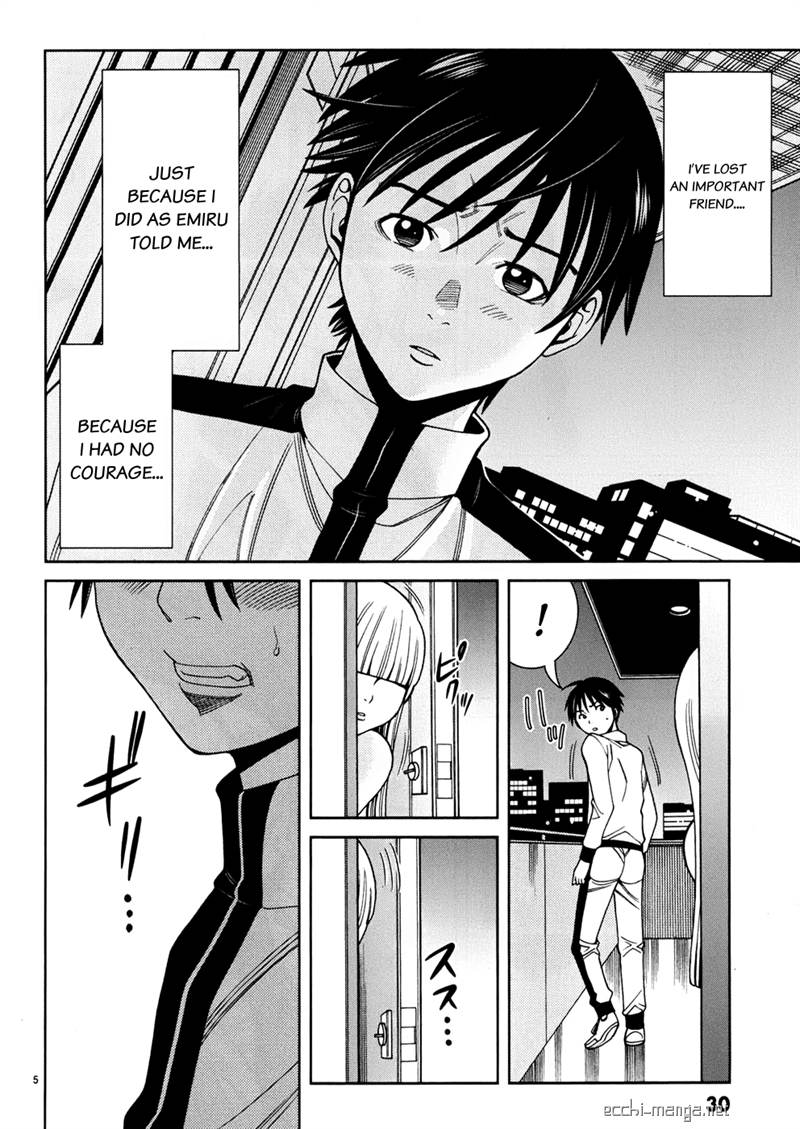 I'VE LOST
AN IMPORTANT
FRIEND....
JUST
BECAUSE I
DID AS EMIRU
TOLD ME...
BECAUSE
I HAD NO
COURAGE...
!
ピクッ
スス…
ギッ…
5
30
ecchi-manga.net